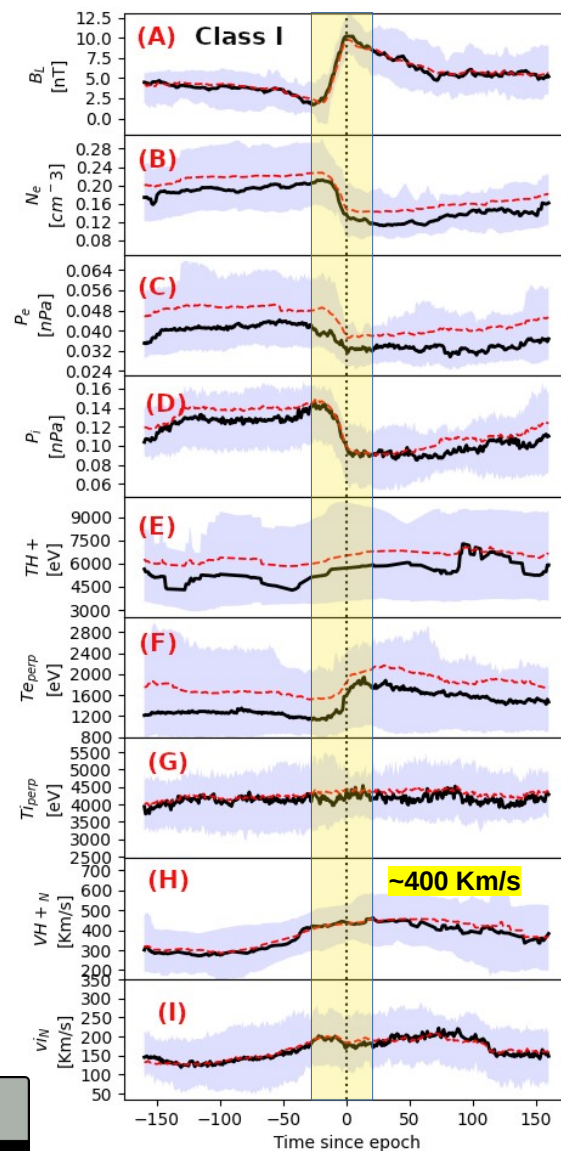 (A) Class I
B_L
[nT]
12.5
10.0
7.5
5.0
2.5
0.0
(B)
N_e
[cm^-3]
0.28
0.24
0.20
0.16
0.12
0.08
(C)
P_e
[nPa]
0.064
0.056
0.048
0.040
0.032
0.024
(D)
P_i
[nPa]
0.16
0.14
0.12
0.10
0.08
0.06
(E)
TH+
[eV]
9000
7500
6000
4500
3000
(F)
Te_perp
[eV]
2800
2400
2000
1600
1200
800
(G)
Ti_perp
[eV]
5500
5000
4500
4000
3500
3000
2500
(H)
~400 Km/s
VH+_N
[Km/s]
700
600
500
400
300
200
(I)
vi_N
[Km/s]
350
300
250
200
150
100
50
−150 −100 −50 0 50 100 150
Time since epoch